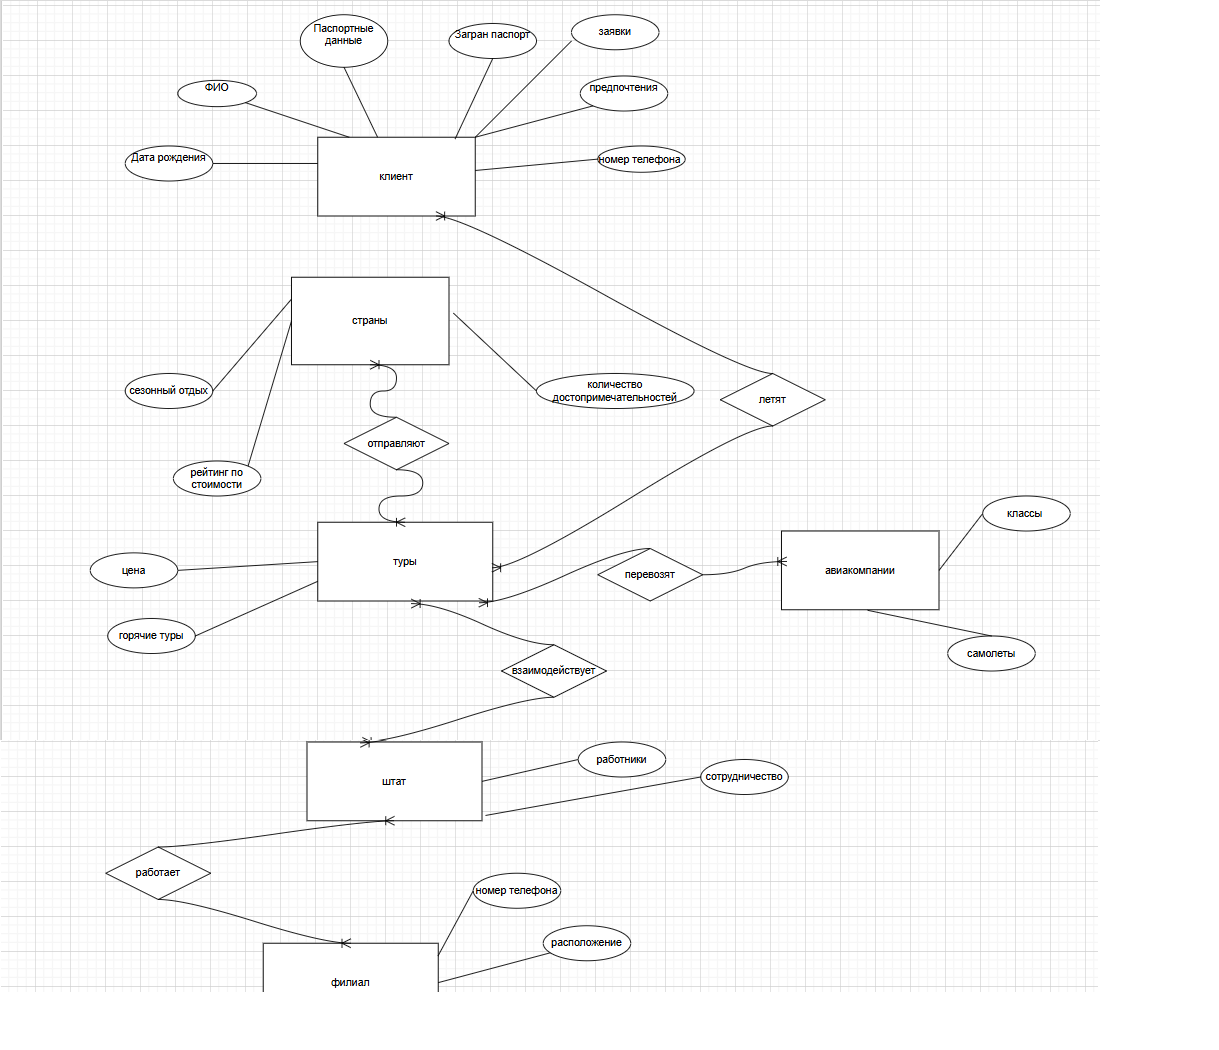 Паспортные
данные
Загран паспорт
заявки
ФИО
предпочтения
Дата рождения
номер телефона
клиент
страны
сезонный отдых
количество
достопримечательностей
летят
отправляют
рейтинг по
стоимости
классы
туры
цена
перевозят
авиакомпании
горячие туры
самолеты
взаимодействует
штат
работники
сотрудничество
работает
номер телефона
расположение
филиал